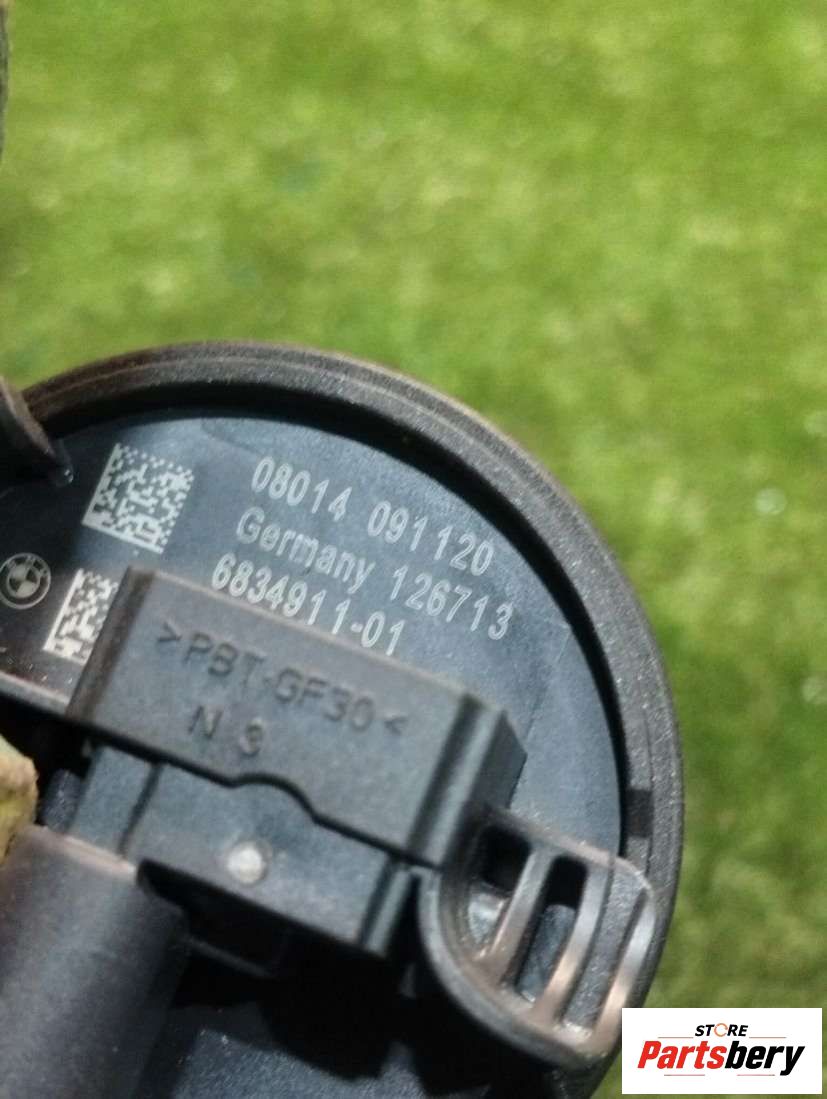 08014 091120
Germany 126713
6834911-01
>PBT-GF30<
N 3
STORE
Partsbery